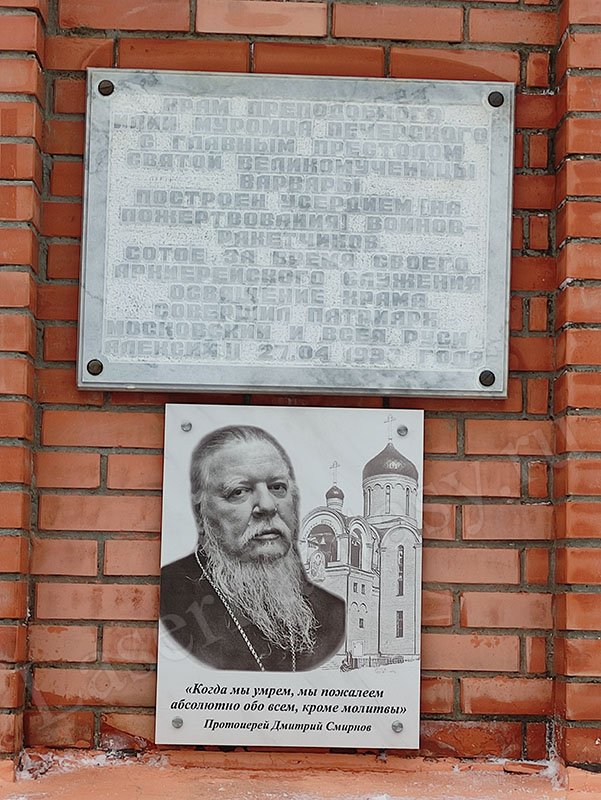 ХРАМ ПРЕПОДОБНОГО
ИЛИИ МУРОМЦА ПЕЧЕРСКОГО
С ГЛАВНЫМ ПРЕСТОЛОМ
СВЯТОЙ ВЕЛИКОМУЧЕНИЦЫ
ВАРВАРЫ
ПОСТРОЕН УСЕРДИЕМ (НА
ПОЖЕРТВОВАНИЯ) ВОИНОВ-
РАКЕТЧИКОВ
СОТОЕ ЗА ВРЕМЯ СВОЕГО
АРХИЕРЕЙСКОГО СЛУЖЕНИЯ
ОСВЯЩЕНИЕ ХРАМА
СОВЕРШИЛ ПАТРИАРХ
МОСКОВСКИЙ И ВСЕЯ РУСИ
АЛЕКСИЙ II 27.04 ГОДА
«Когда мы умрем, мы пожалеем
абсолютно обо всем, кроме молитвы»
Протоиерей Дмитрий Смирнов